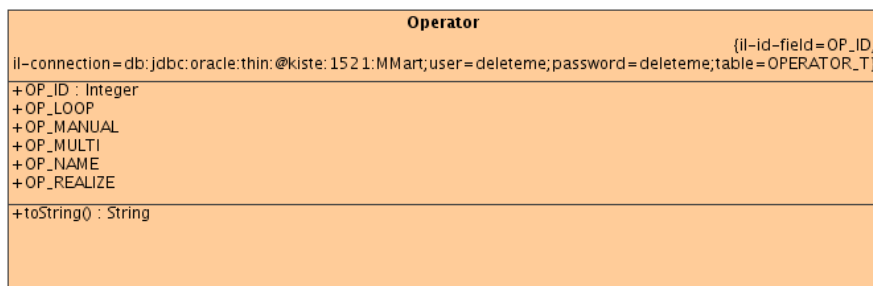 Operator
{il-id-field=OP_ID,
il-connection=db:jdbc:oracle:thin:@kiste:1521:MMart;user=deleteme;password=deleteme;table=OPERATOR_T}
+OP_ID : Integer
+OP_LOOP
+OP_MANUAL
+OP_MULTI
+OP_NAME
+OP_REALIZE
+toString() : String